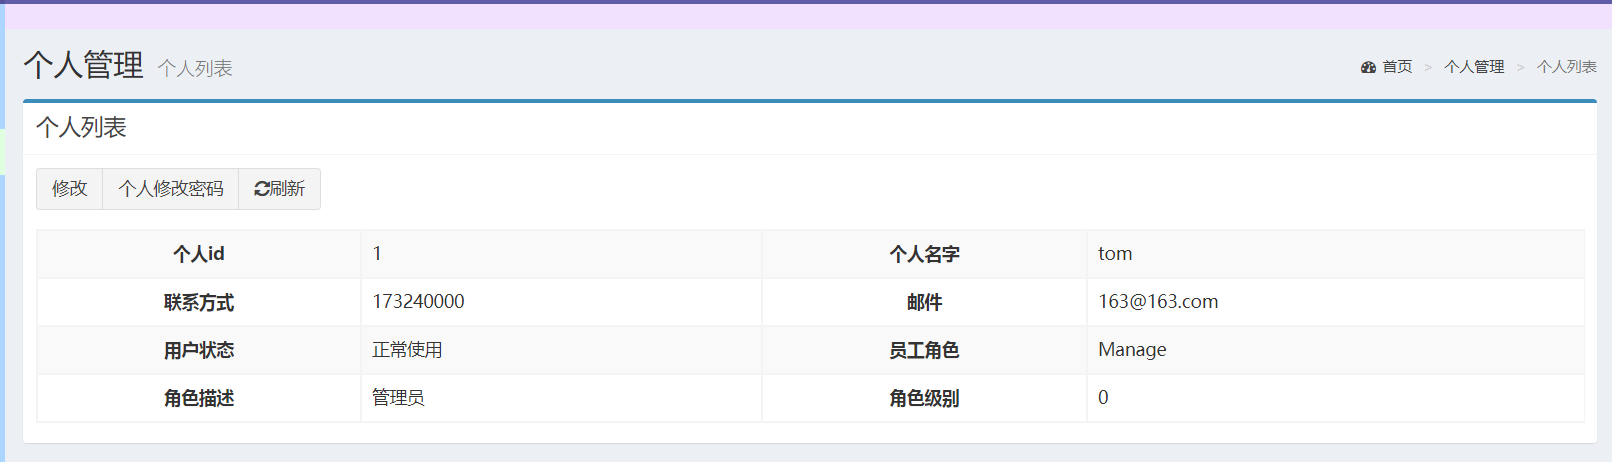 个人管理 个人列表
首页 > 个人管理 > 个人列表
个人列表
修改 个人修改密码 刷新
个人id 1 个人名字 tom
联系方式 173240000 邮件 163@163.com
用户状态 正常使用 员工角色 Manage
角色描述 管理员 角色级别 0